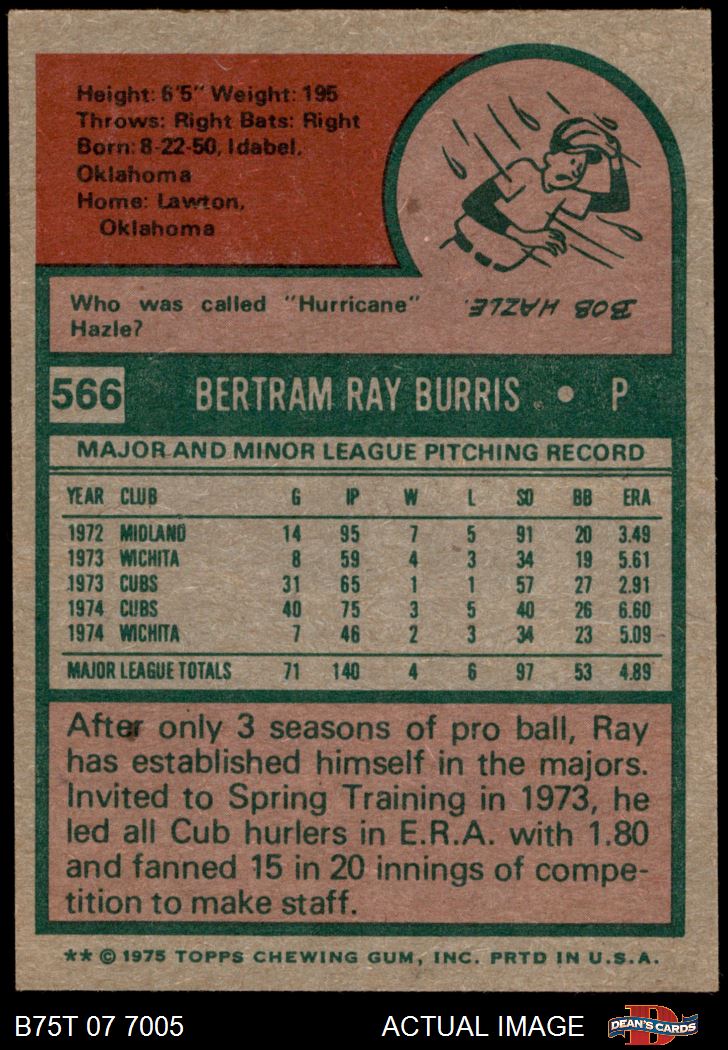 Height: 6'5" Weight: 195
Throws: Right Bats: Right
Born: 8-22-50, Idabel,
Oklahoma
Home: Lawton,
Oklahoma
Who was called "Hurricane"
Hazle?
BOB HAZLE.
566 BERTRAM RAY BURRIS • P
MAJOR AND MINOR LEAGUE PITCHING RECORD
YEAR CLUB G IP W L SO BB ERA
1972 MIDLAND 14 95 7 5 91 20 3.49
1973 WICHITA 8 59 4 3 34 19 5.61
1973 CUBS 31 65 1 1 57 27 2.91
1974 CUBS 40 75 3 5 40 26 6.60
1974 WICHITA 7 46 2 3 34 23 5.09
MAJOR LEAGUE TOTALS 71 140 4 6 97 53 4.89
After only 3 seasons of pro ball, Ray
has established himself in the majors.
Invited to Spring Training in 1973, he
led all Cub hurlers in E.R.A. with 1.80
and fanned 15 in 20 innings of compe-
tition to make staff.
** © 1975 TOPPS CHEWING GUM, INC. PRTD IN U.S.A.
B75T 07 7005 ACTUAL IMAGE DEAN'S CARDS